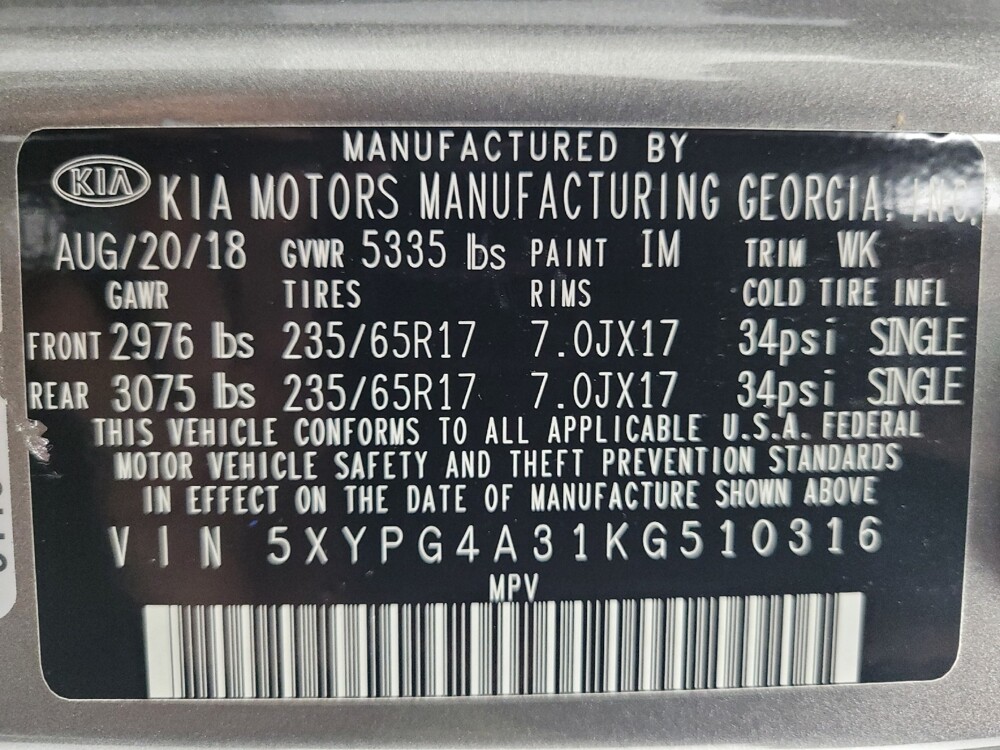 MANUFACTURED BY
KIA KIA MOTORS MANUFACTURING GEORGIA, INC.
AUG/20/18 GVWR 5335 lbs PAINT IM TRIM WK
GAWR TIRES RIMS COLD TIRE INFL
FRONT 2976 lbs 235/65R17 7.0JX17 34psi SINGLE
REAR 3075 lbs 235/65R17 7.0JX17 34psi SINGLE
THIS VEHICLE CONFORMS TO ALL APPLICABLE U.S.A. FEDERAL
MOTOR VEHICLE SAFETY AND THEFT PREVENTION STANDARDS
IN EFFECT ON THE DATE OF MANUFACTURE SHOWN ABOVE
VIN 5XYPG4A31KG510316
MPV